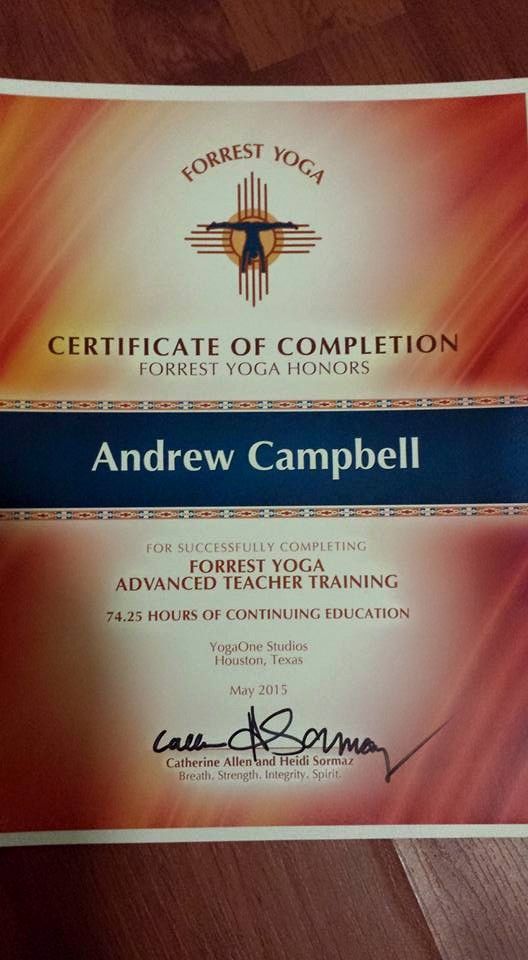 FORREST YOGA
CERTIFICATE OF COMPLETION
FORREST YOGA HONORS
Andrew Campbell
FOR SUCCESSFULLY COMPLETING
FORREST YOGA
ADVANCED TEACHER TRAINING
74.25 HOURS OF CONTINUING EDUCATION
YogaOne Studios
Houston, Texas
May 2015
Catherine Allen and Heidi Sormaz
Breath. Strength. Integrity. Spirit.